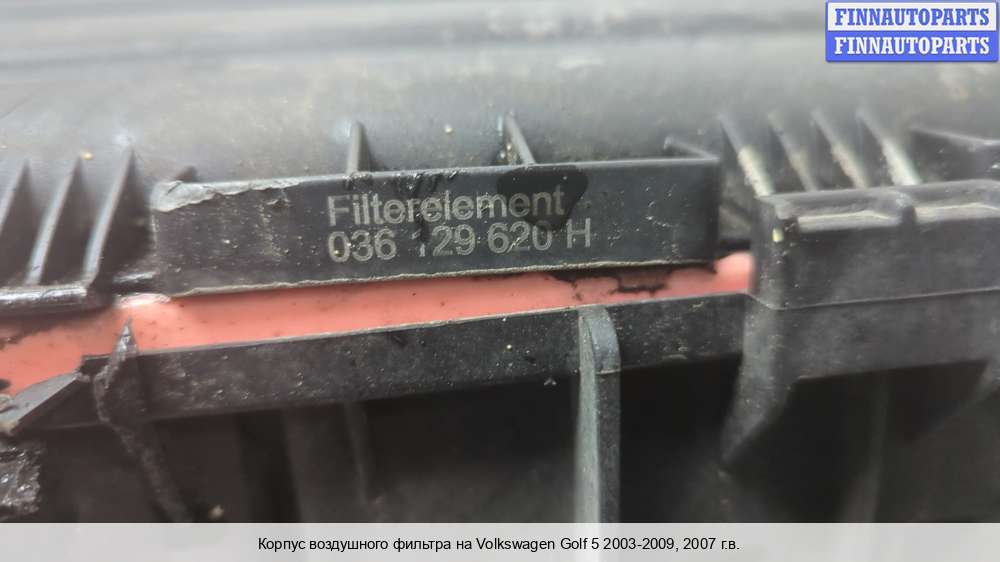 FINNAUTOPARTS
FINNAUTOPARTS
Filterelement
036 129 620 H
Корпус воздушного фильтра на Volkswagen Golf 5 2003-2009, 2007 г.в.